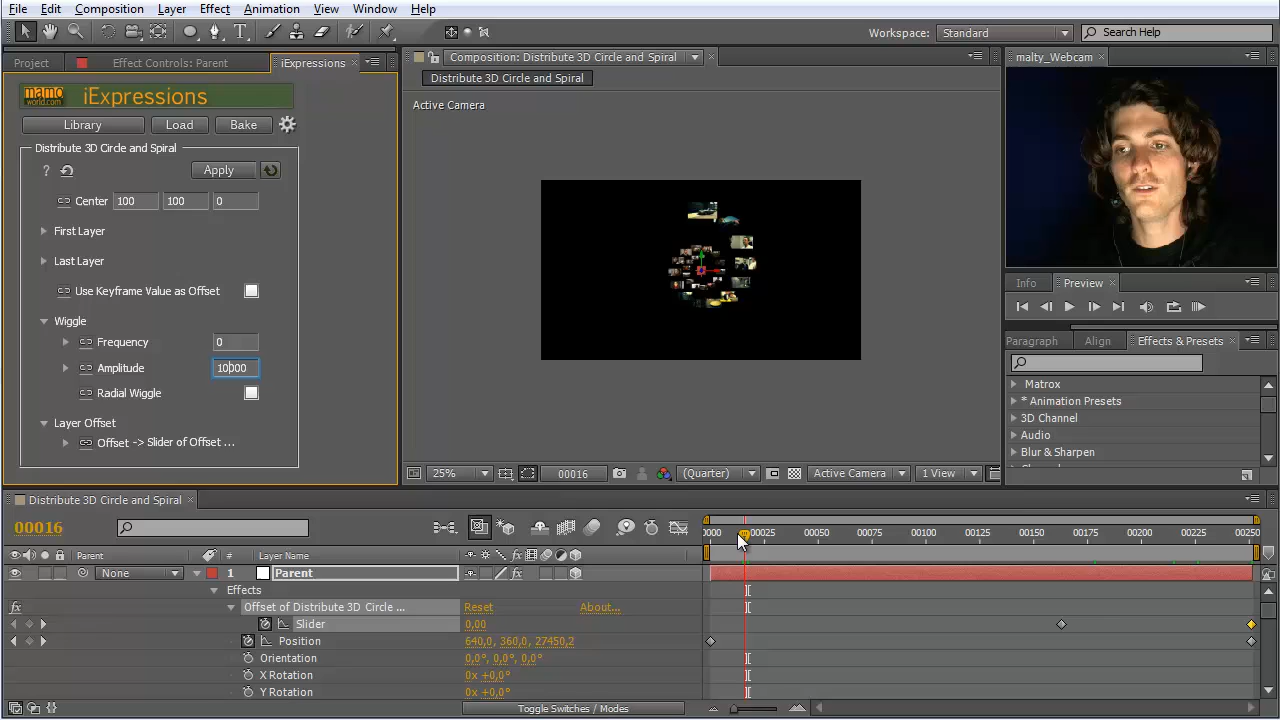 File Edit Composition Layer Effect Animation View Window Help
Workspace: Standard Search Help
Project Effect Controls: Parent iExpressions
Composition: Distribute 3D Circle and Spiral
malty_Webcam
mamo world.com iExpressions
Distribute 3D Circle and Spiral
Active Camera
Library Load Bake
Distribute 3D Circle and Spiral
? Apply
Center 100 100 0
First Layer
Last Layer
Use Keyframe Value as Offset
Wiggle
Frequency 0
Amplitude 10000
Radial Wiggle
Layer Offset
Offset -> Slider of Offset ...
Info Preview
Paragraph Align Effects & Presets
Matrox
* Animation Presets
3D Channel
Audio
Blur & Sharpen
25% 00016 (Quarter) Active Camera 1 View
Distribute 3D Circle and Spiral
00016
0000 00025 00050 00075 00100 00125 00150 00175 00200 00225 00250
Parent # Layer Name
None 1 Parent
Effects
Offset of Distribute 3D Circle ... Reset About...
Slider 0,00
Position 640,0, 360,0, 27450,2
Orientation 0,0°, 0,0°, 0,0°
X Rotation 0x +0,0°
Y Rotation 0x +0,0°
Toggle Switches / Modes